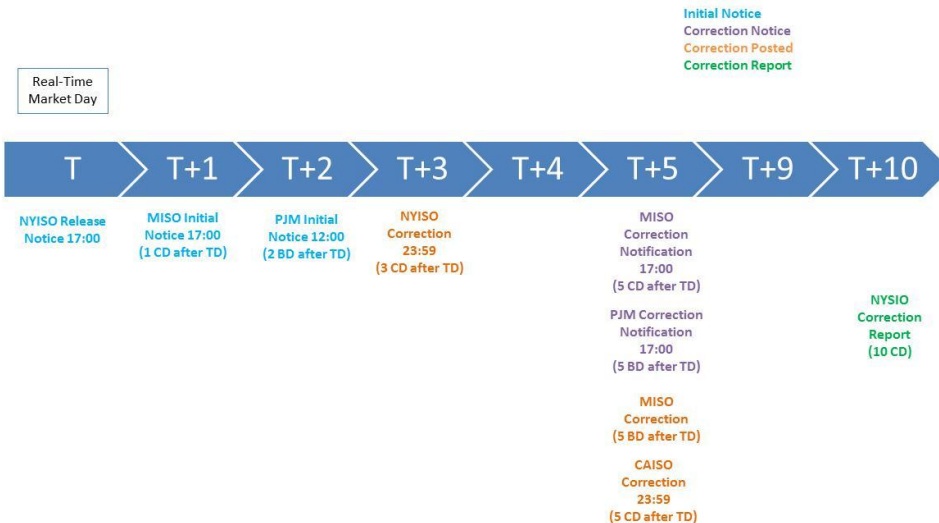 Initial Notice
Correction Notice
Correction Posted
Correction Report
Real-Time
Market Day
T
T+1
T+2
T+3
T+4
T+5
T+9
T+10
NYISO Release
Notice 17:00
MISO Initial
Notice 17:00
(1 CD after TD)
PJM Initial
Notice 12:00
(2 BD after TD)
NYISO
Correction
23:59
(3 CD after TD)
MISO
Correction
Notification
17:00
(5 CD after TD)
PJM Correction
Notification
17:00
(5 BD after TD)
MISO
Correction
(5 BD after TD)
CAISO
Correction
23:59
(5 CD after TD)
NYSIO
Correction
Report
(10 CD)